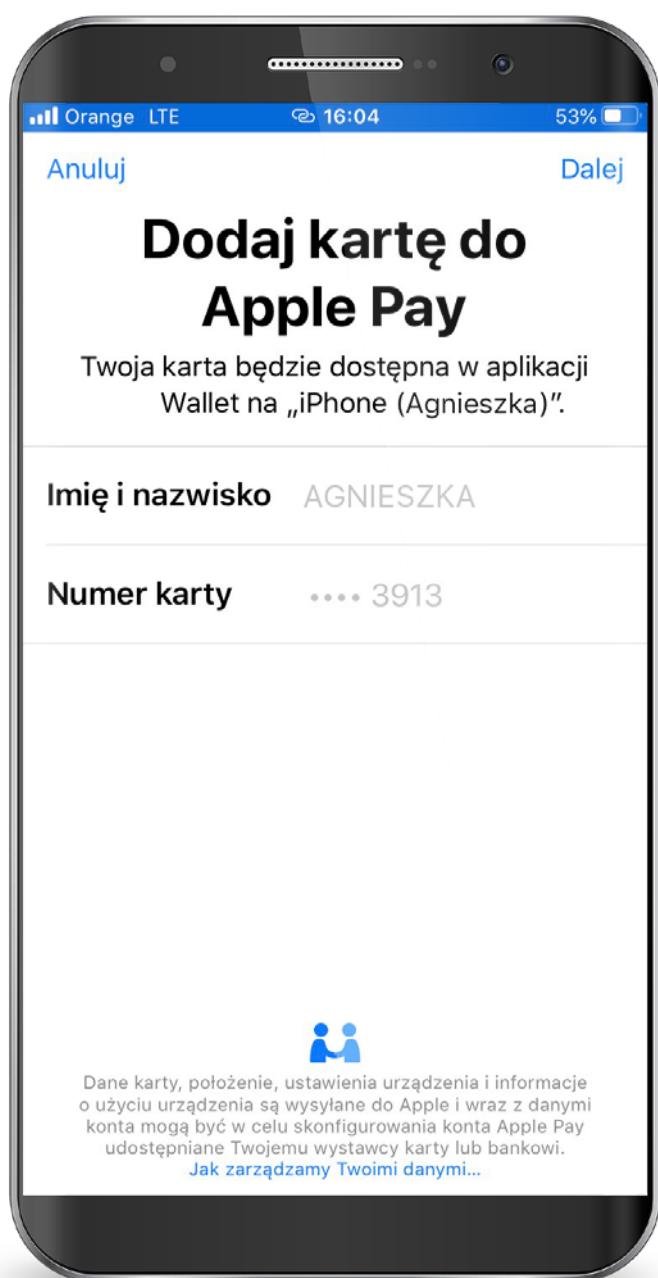 Orange LTE 16:04 53%
Anuluj Dalej
Dodaj kartę do
Apple Pay
Twoja karta będzie dostępna w aplikacji
Wallet na „iPhone (Agnieszka)”.
Imię i nazwisko AGNIESZKA
Numer karty •••• 3913
Dane karty, położenie, ustawienia urządzenia i informacje
o użyciu urządzenia są wysyłane do Apple i wraz z danymi
konta mogą być w celu skonfigurowania konta Apple Pay
udostępniane Twojemu wystawcy karty lub bankowi.
Jak zarządzamy Twoimi danymi...